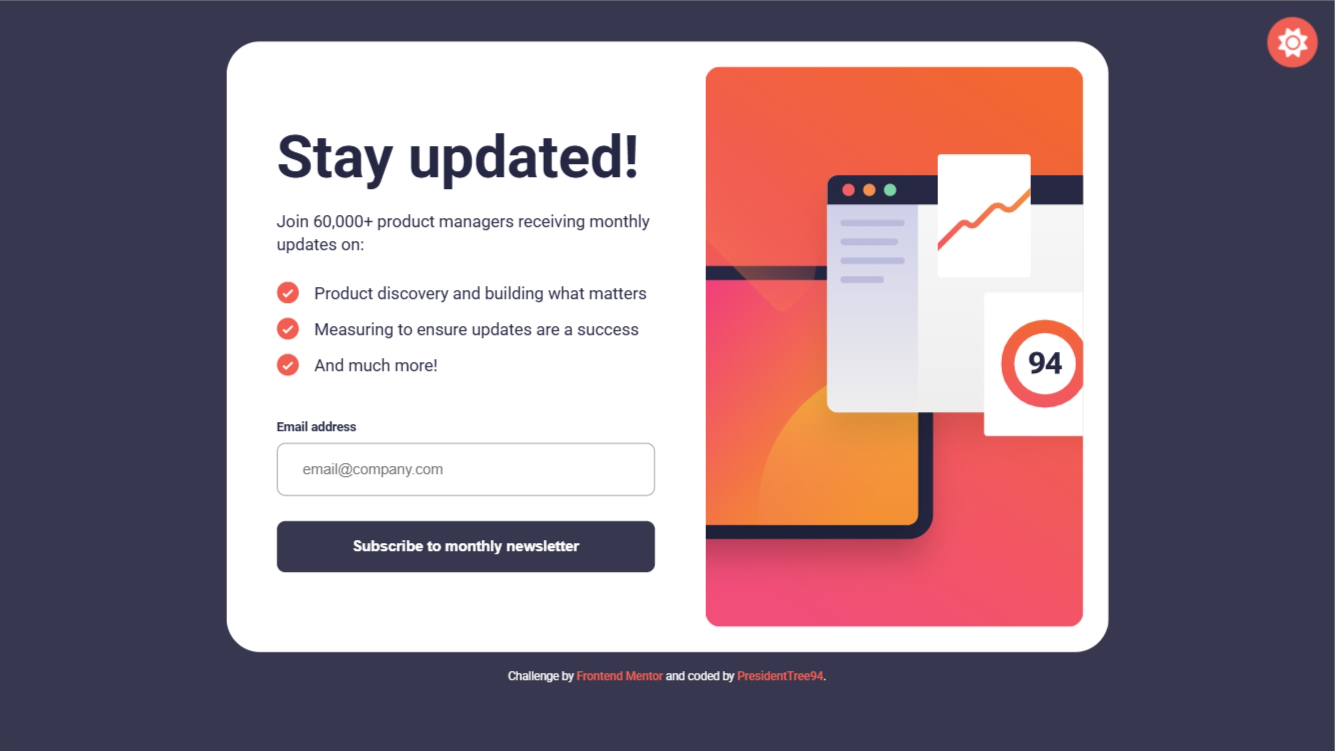 Stay updated!
Join 60,000+ product managers receiving monthly
updates on:
Product discovery and building what matters
Measuring to ensure updates are a success
And much more!
Email address
email@company.com
Subscribe to monthly newsletter
94
Challenge by Frontend Mentor and coded by PresidentTree94.